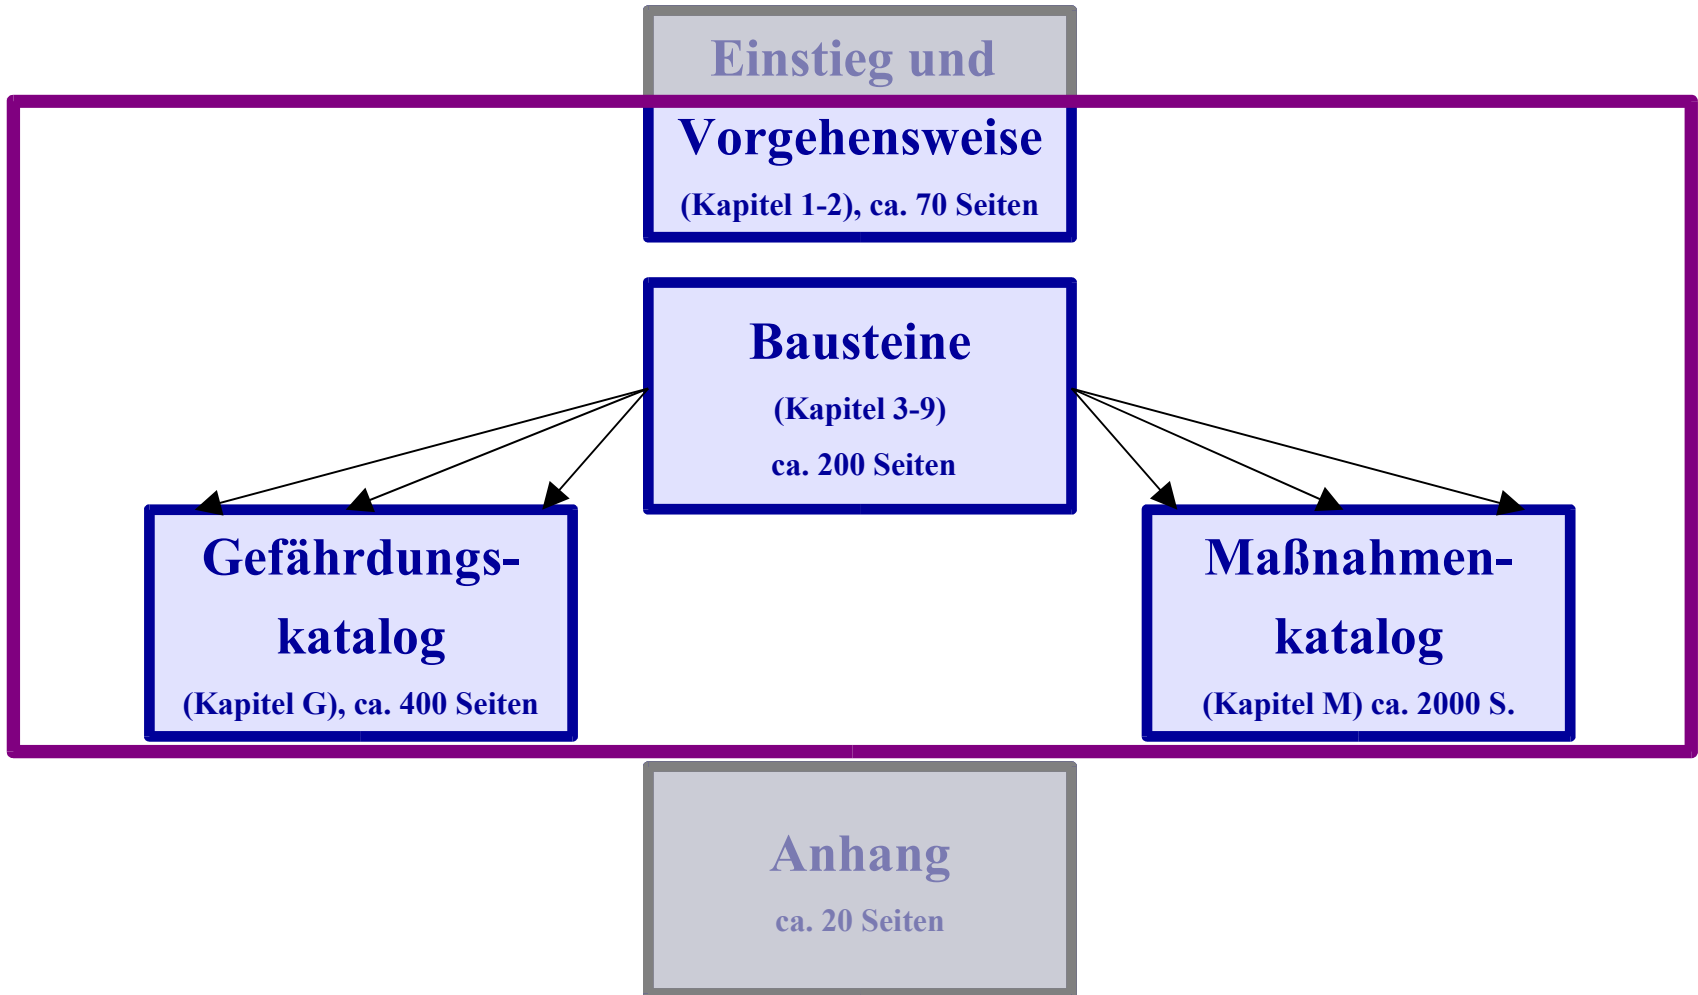 Einstieg und
Vorgehensweise
(Kapitel 1-2), ca. 70 Seiten
Bausteine
(Kapitel 3-9)
ca. 200 Seiten
Gefährdungs-
katalog
(Kapitel G), ca. 400 Seiten
Maßnahmen-
katalog
(Kapitel M) ca. 2000 S.
Anhang
ca. 20 Seiten